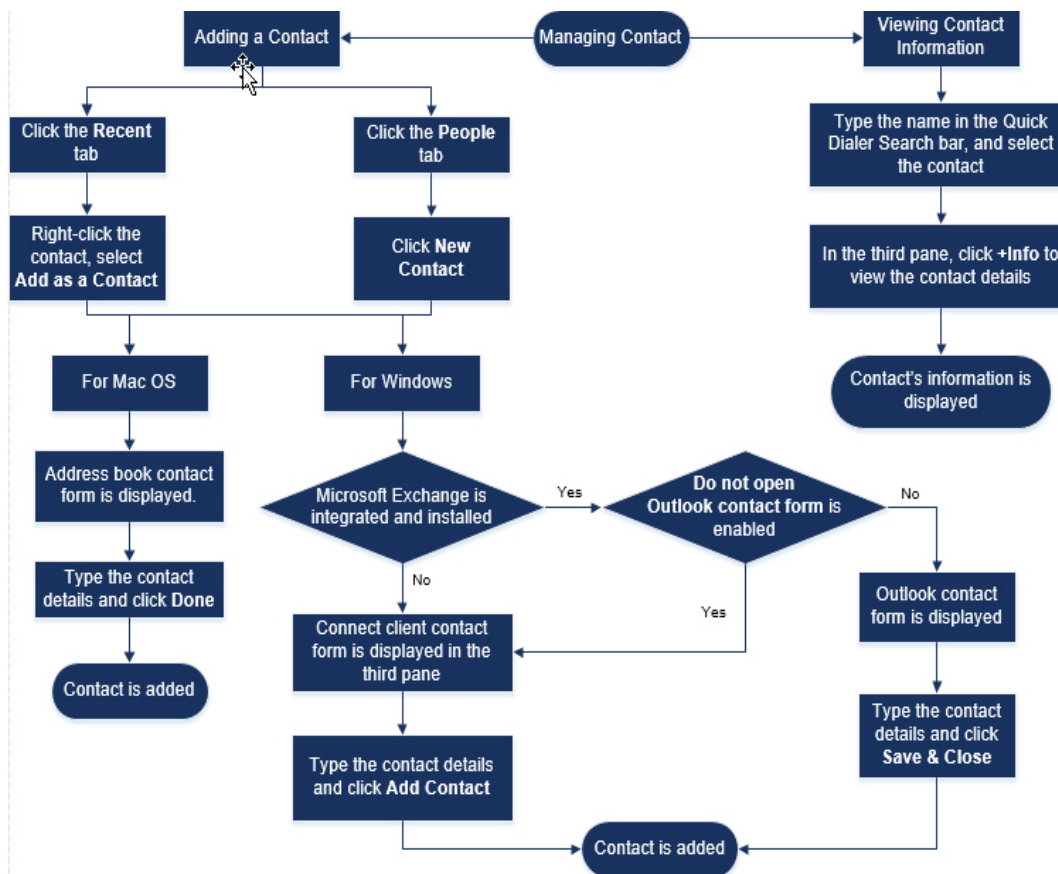 Adding a Contact
Managing Contact
Viewing Contact
Information
Click the Recent
tab
Click the People
tab
Type the name in the Quick
Dialer Search bar, and select
the contact
Right-click the
contact, select
Add as a Contact
Click New
Contact
In the third pane, click +Info to
view the contact details
For Mac OS
For Windows
Contact's information is
displayed
Address book contact
form is displayed.
Microsoft Exchange is
integrated and installed
Yes
Do not open
Outlook contact form is
enabled
No
Type the contact
details and click Done
No
Yes
Outlook contact
form is displayed
Connect client contact
form is displayed in the
third pane
Contact is added
Type the contact
details and click
Save & Close
Type the contact details
and click Add Contact
Contact is added